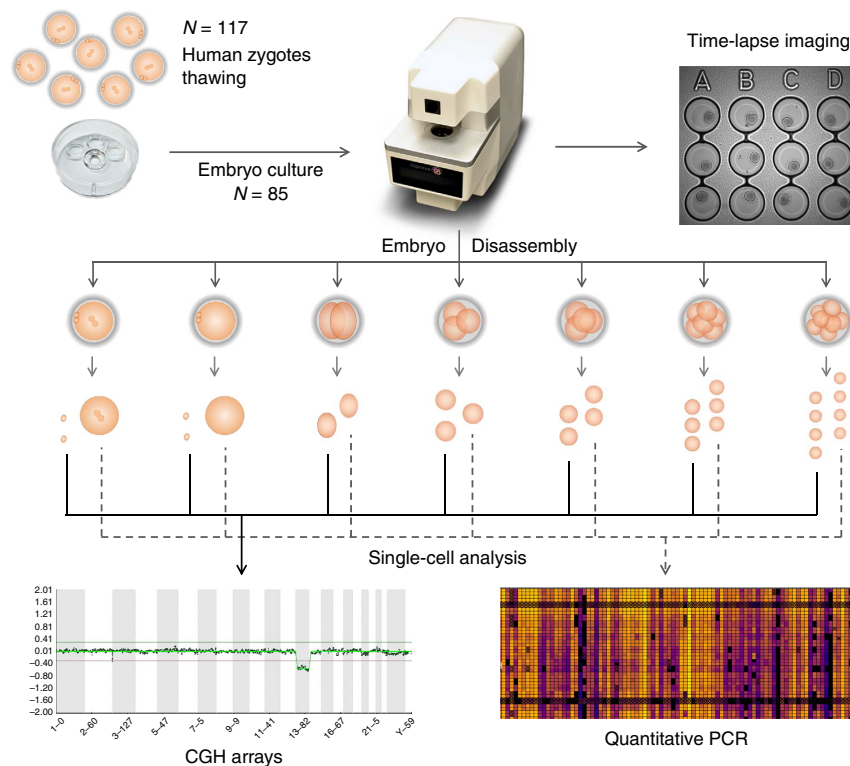 N = 117
Human zygotes
thawing
Time-lapse imaging
A B C D
Embryo culture
N = 85
Embryo Disassembly
Single-cell analysis
2.01
1.61
1.21
0.81
0.41
0.01
−0.40
−0.80
−1.20
−1.60
−2.00
1–0 2–60 3–127 5–47 7–5 9–9 11–41 13–82 16–67 21–5 Y–59
CGH arrays
Quantitative PCR